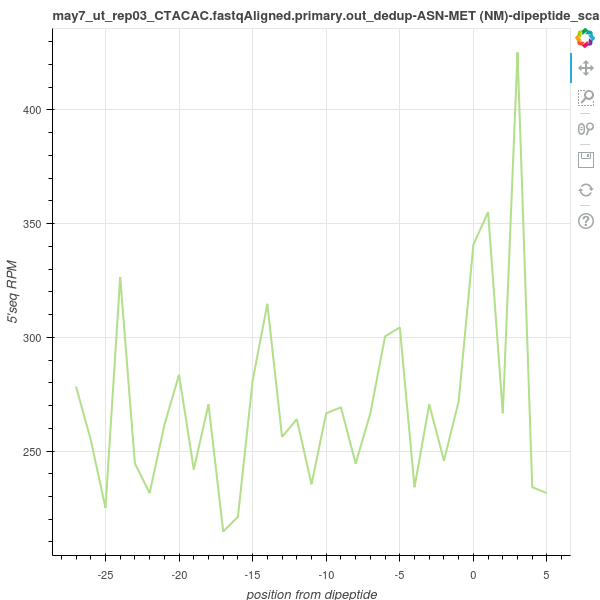 may7_ut_rep03_CTACAC.fastqAligned.primary.out_dedup-ASN-MET (NM)-dipeptide_sca
400
350
300
250
5'seq RPM
-25 -20 -15 -10 -5 0 5
position from dipeptide